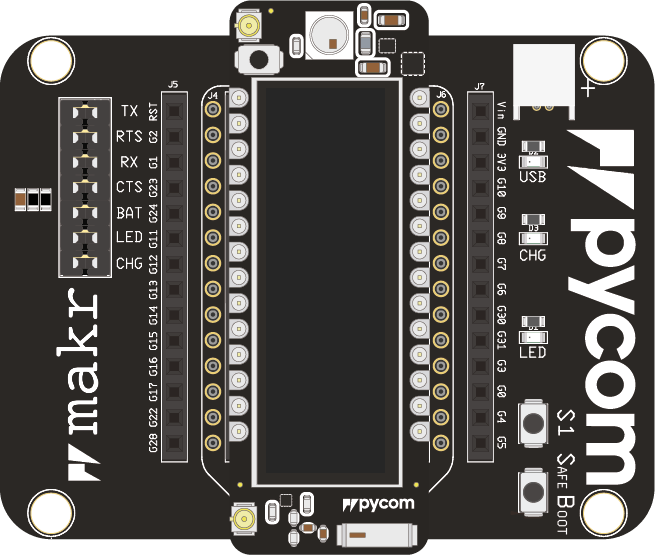 J5
J4
J6
J7
TX
RTS
RX
CTS
BAT
LED
CHG
RST
G2
G1
G23
G24
G11
G12
G13
G14
G15
G16
G17
G22
G28
Vin
GND
3V3
G10
G9
G8
G7
G6
G30
G31
G3
G0
G4
G5
+
USB
D3
CHG
LED
S1
SAFE BOOT
pycom
makr
pycom